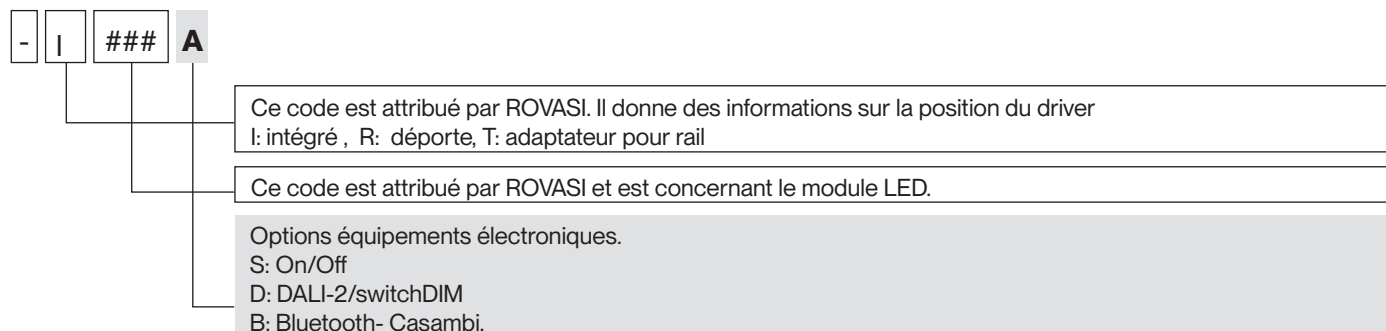 - I ### A
Ce code est attribué par ROVASI. Il donne des informations sur la position du driver
I: intégré , R: déporte, T: adaptateur pour rail
Ce code est attribué par ROVASI et est concernant le module LED.
Options équipements électroniques.
S: On/Off
D: DALI-2/switchDIM
B: Bluetooth- Casambi.